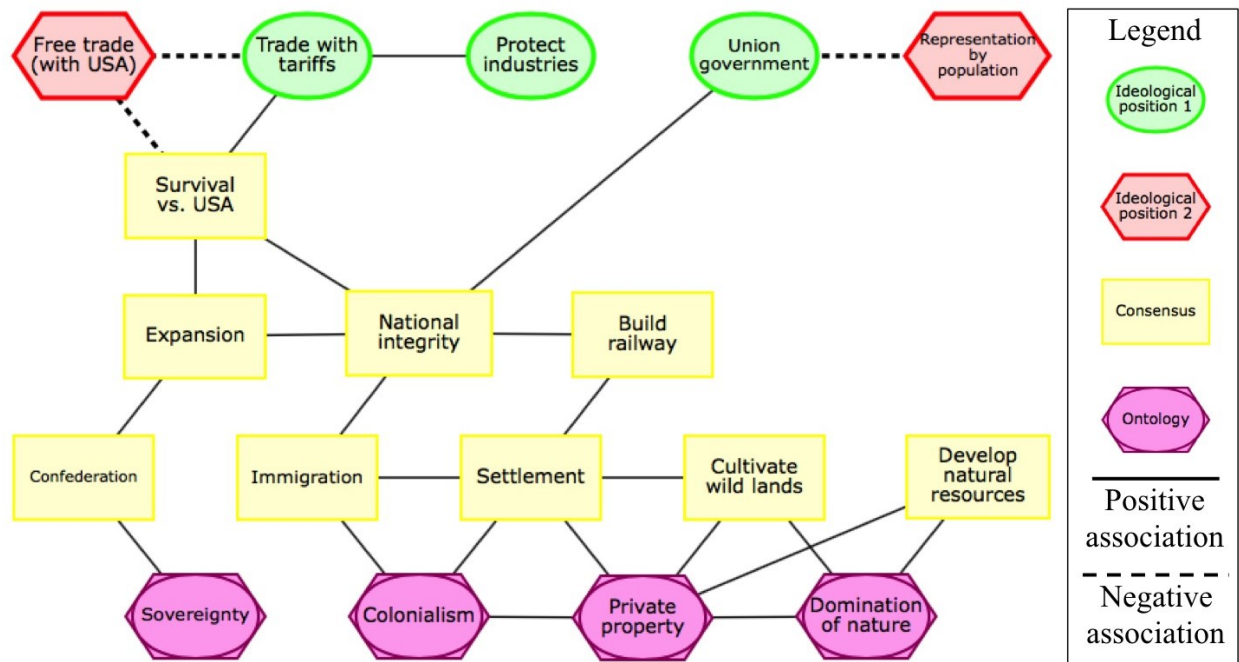 Free trade
(with USA)
Trade with
tariffs
Protect
industries
Union
government
Representation
by
population
Survival
vs. USA
Expansion
National
integrity
Build
railway
Confederation
Immigration
Settlement
Cultivate
wild lands
Develop
natural
resources
Sovereignty
Colonialism
Private
property
Domination
of nature
Legend
Ideological
position 1
Ideological
position 2
Consensus
Ontology
Positive
association
Negative
association